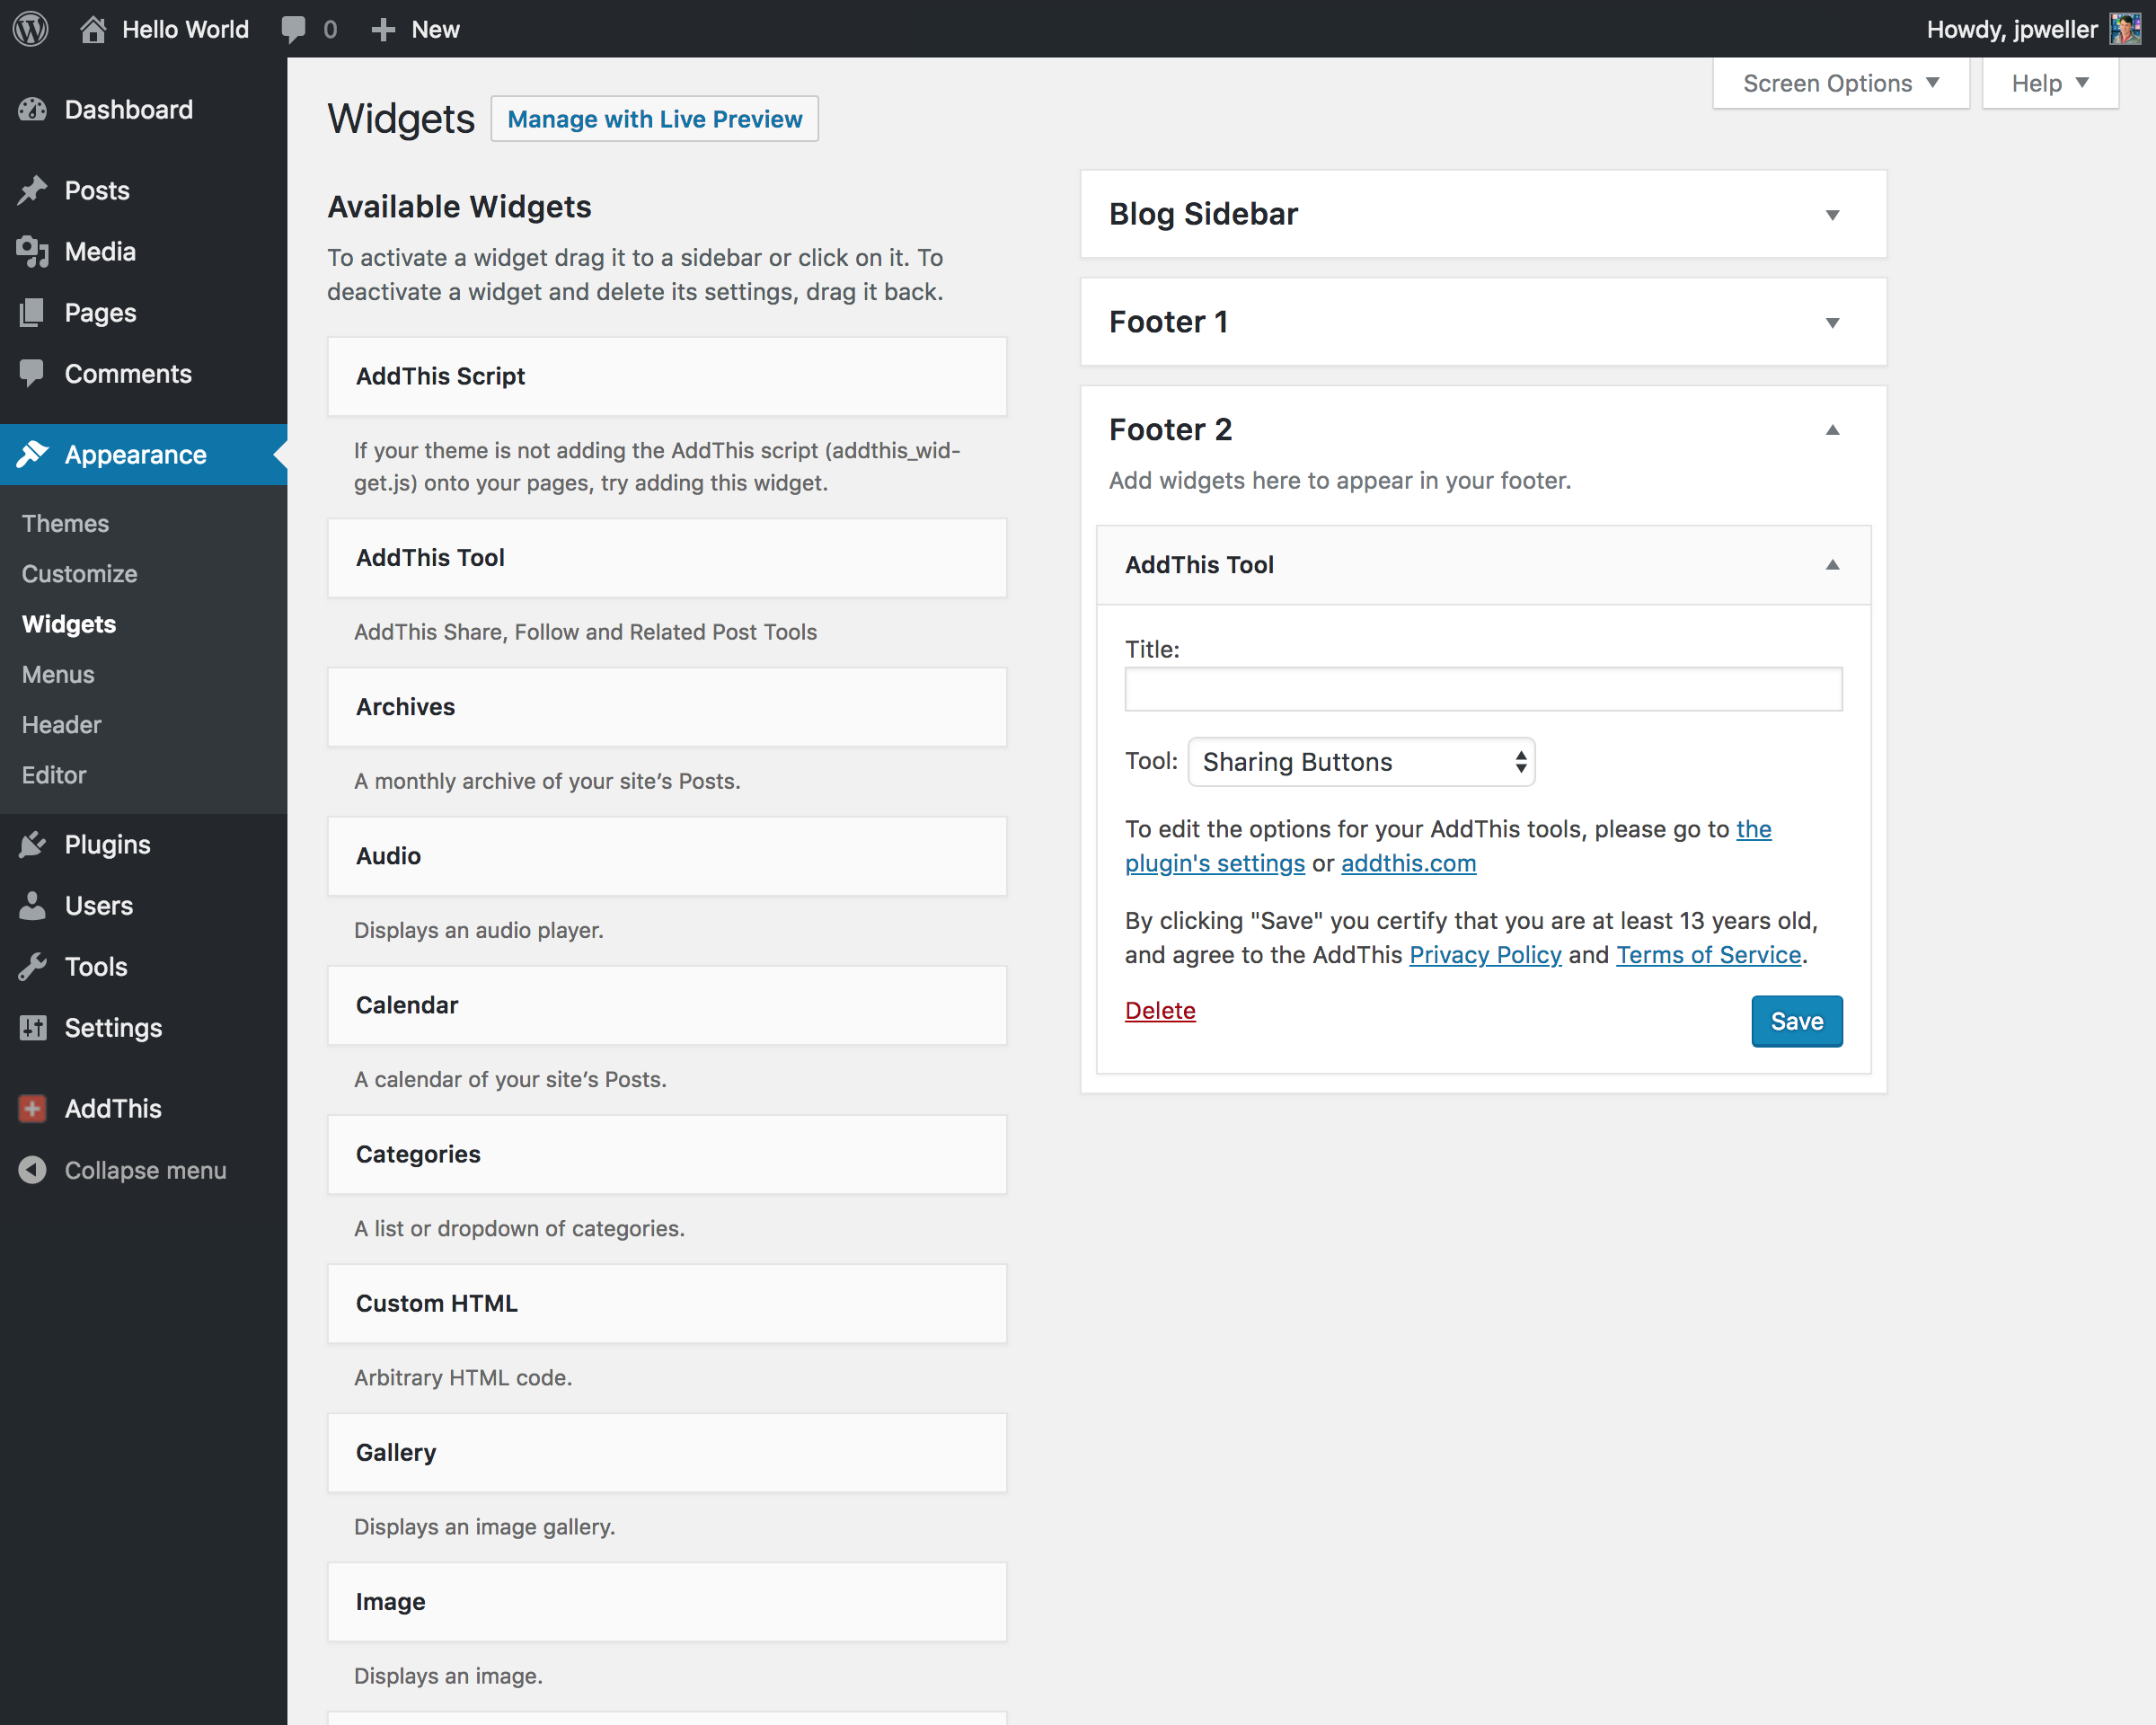 Hello World
0
New
Howdy, jpweller
Dashboard
Posts
Media
Pages
Comments
Appearance
Themes
Customize
Widgets
Menus
Header
Editor
Plugins
Users
Tools
Settings
AddThis
Collapse menu
Screen Options
Help
Widgets
Manage with Live Preview
Available Widgets
To activate a widget drag it to a sidebar or click on it. To
deactivate a widget and delete its settings, drag it back.
AddThis Script
If your theme is not adding the AddThis script (addthis_wid-
get.js) onto your pages, try adding this widget.
AddThis Tool
AddThis Share, Follow and Related Post Tools
Archives
A monthly archive of your site’s Posts.
Audio
Displays an audio player.
Calendar
A calendar of your site’s Posts.
Categories
A list or dropdown of categories.
Custom HTML
Arbitrary HTML code.
Gallery
Displays an image gallery.
Image
Displays an image.
Blog Sidebar
Footer 1
Footer 2
Add widgets here to appear in your footer.
AddThis Tool
Title:
Tool: Sharing Buttons
To edit the options for your AddThis tools, please go to the
plugin's settings or addthis.com
By clicking "Save" you certify that you are at least 13 years old,
and agree to the AddThis Privacy Policy and Terms of Service.
Delete
Save